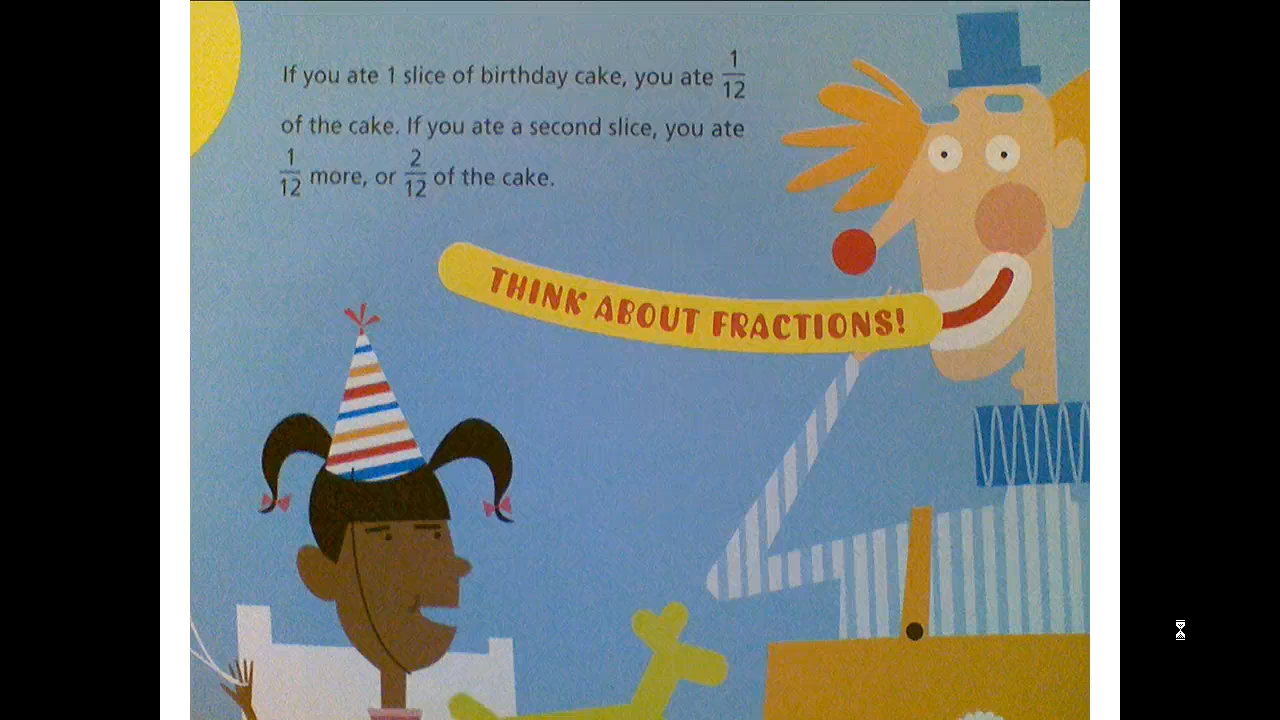 If you ate 1 slice of birthday cake, you ate 1/12
of the cake. If you ate a second slice, you ate
1/12 more, or 2/12 of the cake.
THINK ABOUT FRACTIONS!